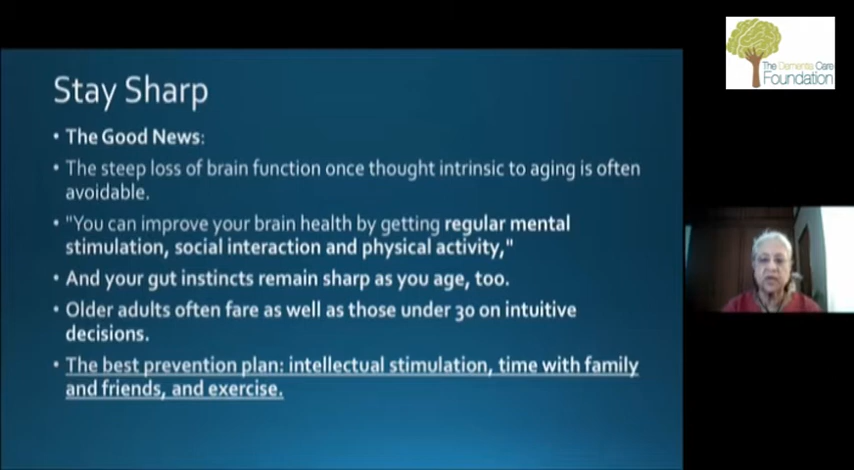 The Dementia Care
Foundation
Stay Sharp
• The Good News:
• The steep loss of brain function once thought intrinsic to aging is often
avoidable.
• "You can improve your brain health by getting regular mental
stimulation, social interaction and physical activity,"
• And your gut instincts remain sharp as you age, too.
• Older adults often fare as well as those under 30 on intuitive
decisions.
• The best prevention plan: intellectual stimulation, time with family
and friends, and exercise.